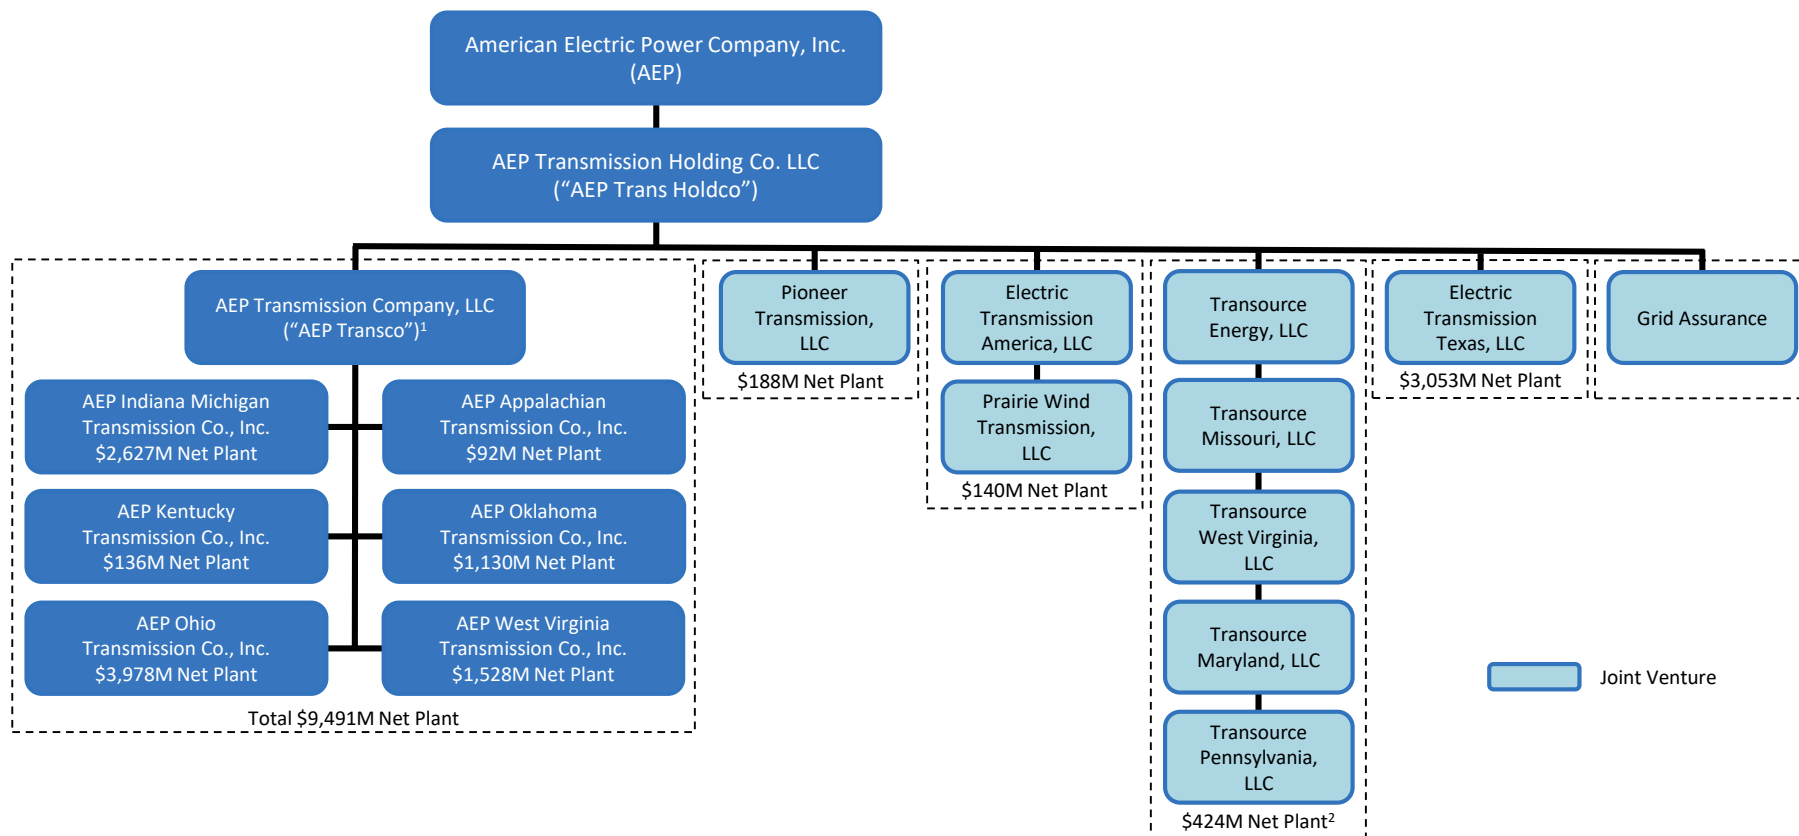 American Electric Power Company, Inc.
(AEP)
AEP Transmission Holding Co. LLC
(“AEP Trans Holdco”)
AEP Transmission Company, LLC
(“AEP Transco”)1
AEP Indiana Michigan
Transmission Co., Inc.
$2,627M Net Plant
AEP Appalachian
Transmission Co., Inc.
$92M Net Plant
AEP Kentucky
Transmission Co., Inc.
$136M Net Plant
AEP Oklahoma
Transmission Co., Inc.
$1,130M Net Plant
AEP Ohio
Transmission Co., Inc.
$3,978M Net Plant
AEP West Virginia
Transmission Co., Inc.
$1,528M Net Plant
Total $9,491M Net Plant
Pioneer
Transmission,
LLC
$188M Net Plant
Electric
Transmission
America, LLC
Prairie Wind
Transmission,
LLC
$140M Net Plant
Transource
Energy, LLC
Transource
Missouri, LLC
Transource
West Virginia,
LLC
Transource
Maryland, LLC
Transource
Pennsylvania,
LLC
$424M Net Plant2
Electric
Transmission
Texas, LLC
$3,053M Net Plant
Grid Assurance
Joint Venture